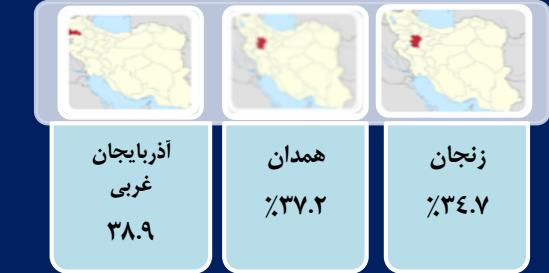 زنجان
٪۳٤.۷
همدان
٪۳۷.۲
آذربایجان
غربی
۳۸.۹